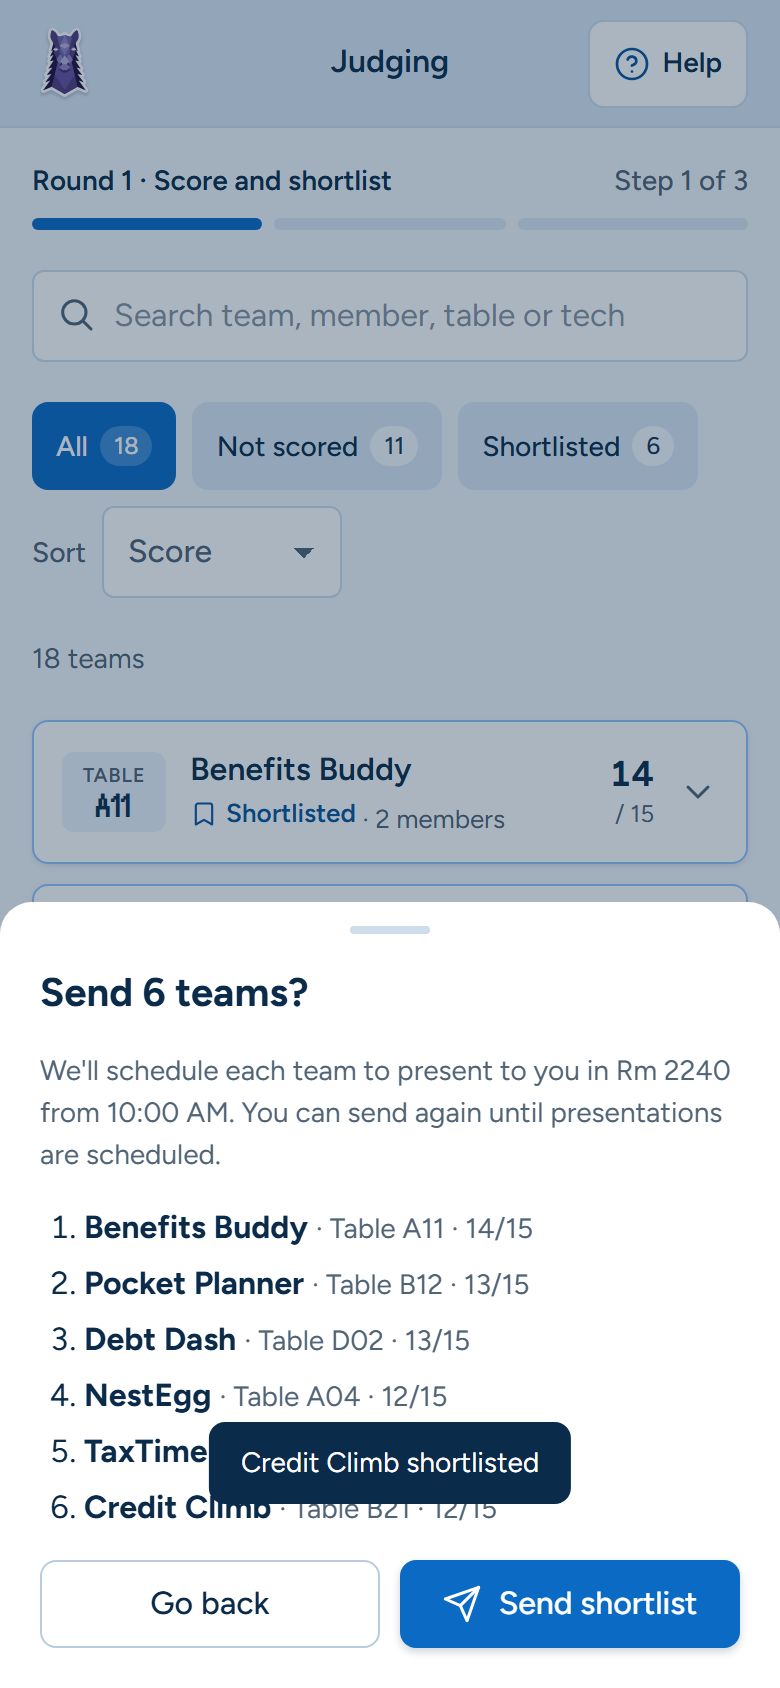 Judging
Help
Round 1 · Score and shortlist
Step 1 of 3
Search team, member, table or tech
All 18
Not scored 11
Shortlisted 6
Sort
Score
18 teams
TABLE
A11
Benefits Buddy
Shortlisted · 2 members
14
/ 15
Send 6 teams?
We'll schedule each team to present to you in Rm 2240
from 10:00 AM. You can send again until presentations
are scheduled.
1. Benefits Buddy · Table A11 · 14/15
2. Pocket Planner · Table B12 · 13/15
3. Debt Dash · Table D02 · 13/15
4. NestEgg · Table A04 · 12/15
5. TaxTime
Credit Climb shortlisted
6. Credit Climb · Table B21 · 12/15
Go back
Send shortlist